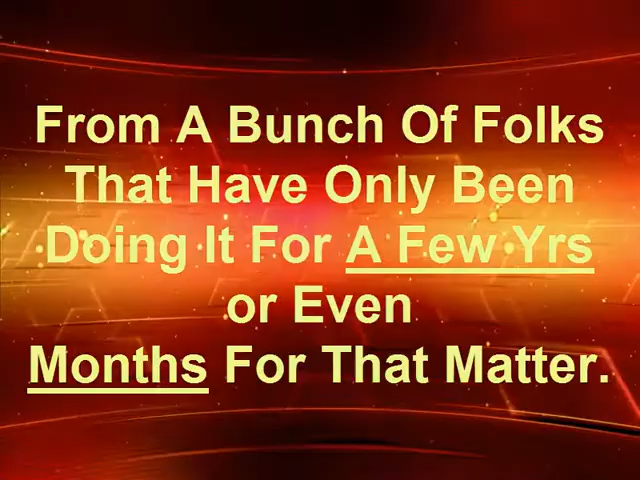 From A Bunch Of Folks
That Have Only Been
Doing It For A Few Yrs
or Even
Months For That Matter.